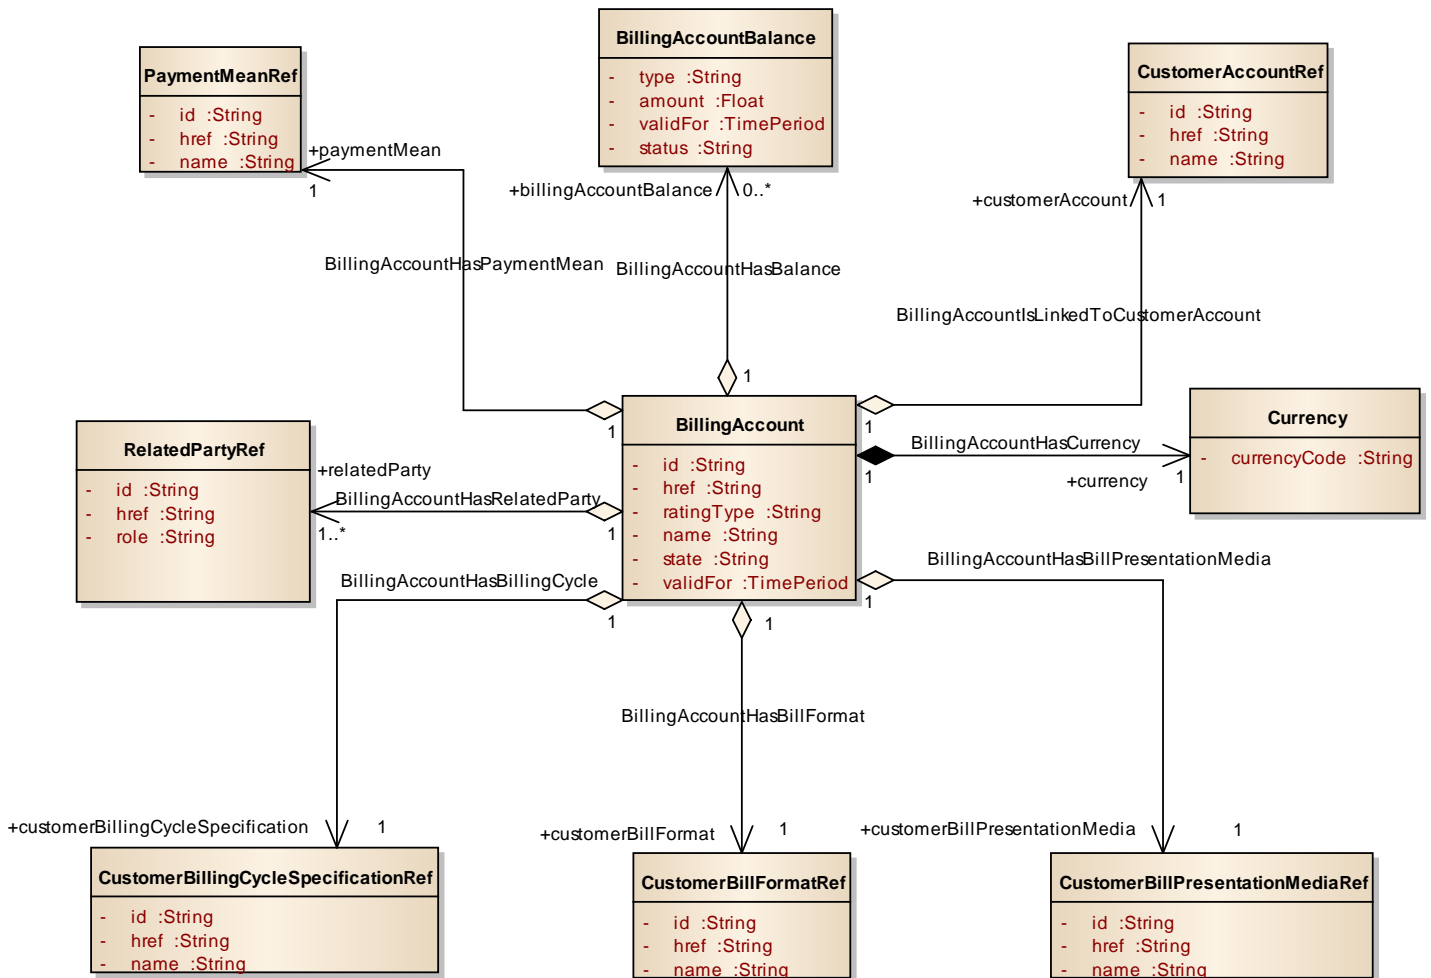 BillingAccountBalance
- type :String
- amount :Float
- validFor :TimePeriod
- status :String
PaymentMeanRef
- id :String
- href :String
- name :String
CustomerAccountRef
- id :String
- href :String
- name :String
+paymentMean
1
+billingAccountBalance
0..*
+customerAccount
1
BillingAccountHasPaymentMean
BillingAccountHasBalance
BillingAccountIsLinkedToCustomerAccount
1
1
1
BillingAccount
- id :String
- href :String
- ratingType :String
- name :String
- state :String
- validFor :TimePeriod
Currency
- currencyCode :String
BillingAccountHasCurrency
1
+currency
1
RelatedPartyRef
- id :String
- href :String
- role :String
+relatedParty
BillingAccountHasRelatedParty
1..*
1
BillingAccountHasBillingCycle
1
BillingAccountHasBillPresentationMedia
1
1
BillingAccountHasBillFormat
+customerBillingCycleSpecification
1
+customerBillFormat
1
+customerBillPresentationMedia
1
CustomerBillingCycleSpecificationRef
- id :String
- href :String
- name :String
CustomerBillFormatRef
- id :String
- href :String
- name :String
CustomerBillPresentationMediaRef
- id :String
- href :String
- name :String